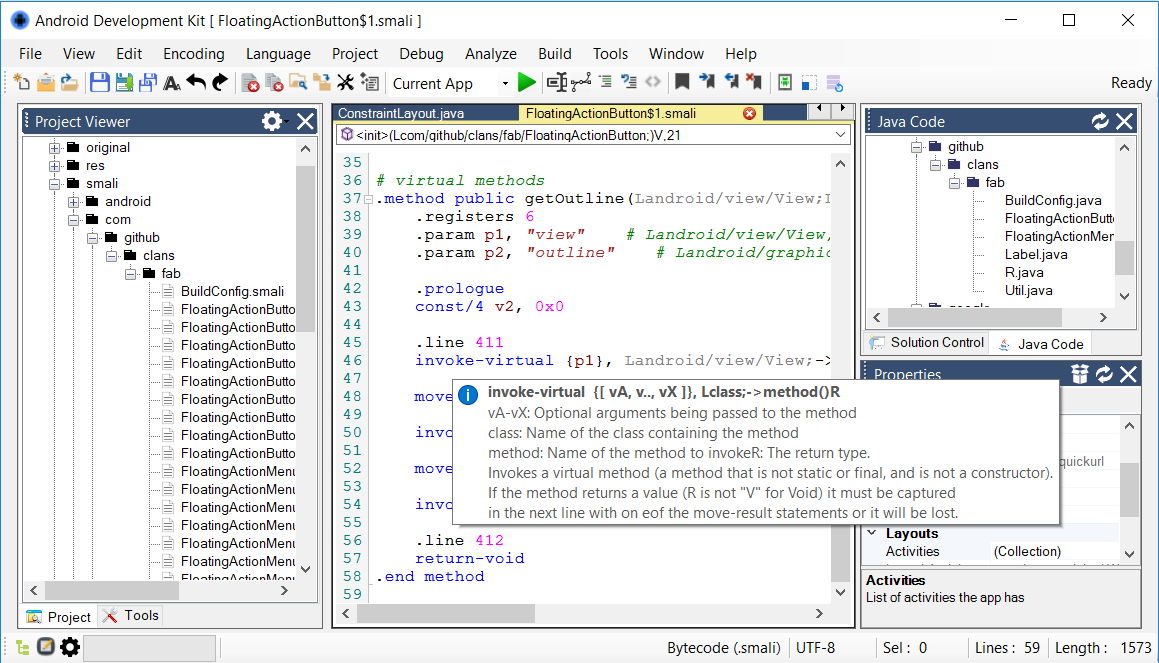 Android Development Kit [ FloatingActionButton$1.smali ]
File View Edit Encoding Language Project Debug Analyze Build Tools Window Help
Current App
Ready
Project Viewer
original
res
smali
android
com
github
clans
fab
BuildConfig.smali
FloatingActionButto
FloatingActionButto
FloatingActionButto
FloatingActionButto
FloatingActionButto
FloatingActionButto
FloatingActionButto
FloatingActionButto
FloatingActionButto
FloatingActionMenu
FloatingActionMenu
FloatingActionMenu
FloatingActionMenu
FloatingActionMenu
FloatingActionMenu
FloatingActionMenu
Project Tools
ConstraintLayout.java FloatingActionButton$1.smali
<init>(Lcom/github/clans/fab/FloatingActionButton;)V,21
35
36 # virtual methods
37 .method public getOutline(Landroid/view/View;
38 .registers 6
39 .param p1, "view" # Landroid/view/View,
40 .param p2, "outline" # Landroid/graphic
41
42 .prologue
43 const/4 v2, 0x0
44
45 .line 411
46 invoke-virtual {p1}, Landroid/view/View;->
47
48 move
49
50 invo
51
52 move
53
54 invo
55
56 .line 412
57 return-void
58 .end method
59
invoke-virtual {[ vA, v.., vX ]}, Lclass;->method()R
vA-vX: Optional arguments being passed to the method
class: Name of the class containing the method
method: Name of the method to invokeR: The return type.
Invokes a virtual method (a method that is not static or final, and is not a constructor).
If the method returns a value (R is not "V" for Void) it must be captured
in the next line with on eof the move-result statements or it will be lost.
Java Code
github
clans
fab
BuildConfig.java
FloatingActionButt
FloatingActionMer
Label.java
R.java
Util.java
Solution Control Java Code
Properties
quickurl
Layouts
Activities (Collection)
Activities
List of activities the app has
Bytecode (.smali) UTF-8 Sel : 0 Lines : 59 Length : 1573